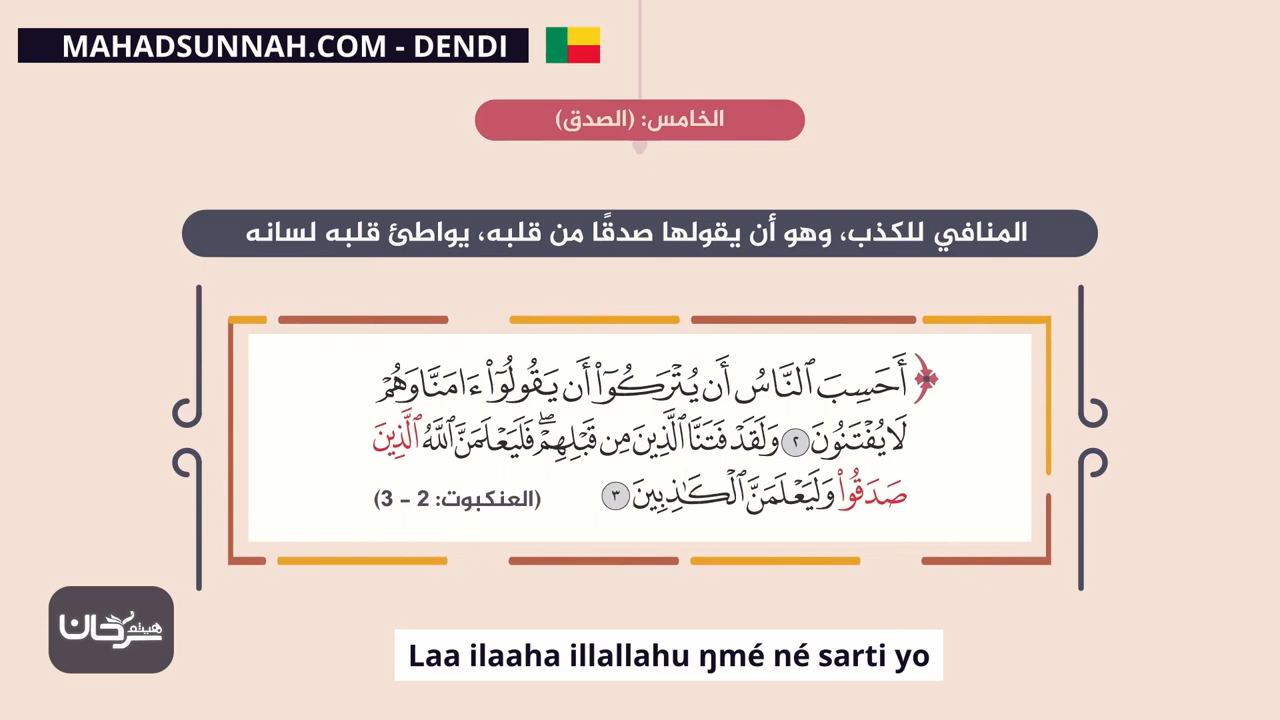 MAHADSUNNAH.COM - DENDI
الخامس: (الصدق)
المنافي للكذب، وهو أن يقولها صدقًا من قلبه، يواطئ قلبه لسانه
أَحَسِبَ ٱلنَّاسُ أَن يُتْرَكُوٓا۟ أَن يَقُولُوٓا۟ ءَامَنَّا وَهُمْ
لَا يُفْتَنُونَ ٢ وَلَقَدْ فَتَنَّا ٱلَّذِينَ مِن قَبْلِهِمْ ۖ فَلَيَعْلَمَنَّ ٱللَّهُ ٱلَّذِينَ
صَدَقُوا۟ وَلَيَعْلَمَنَّ ٱلْكَـٰذِبِينَ ٣ (العنكبوت: 2 - 3)
هيثم
سرحان
Laa ilaaha illallahu ŋmé né sarti yo